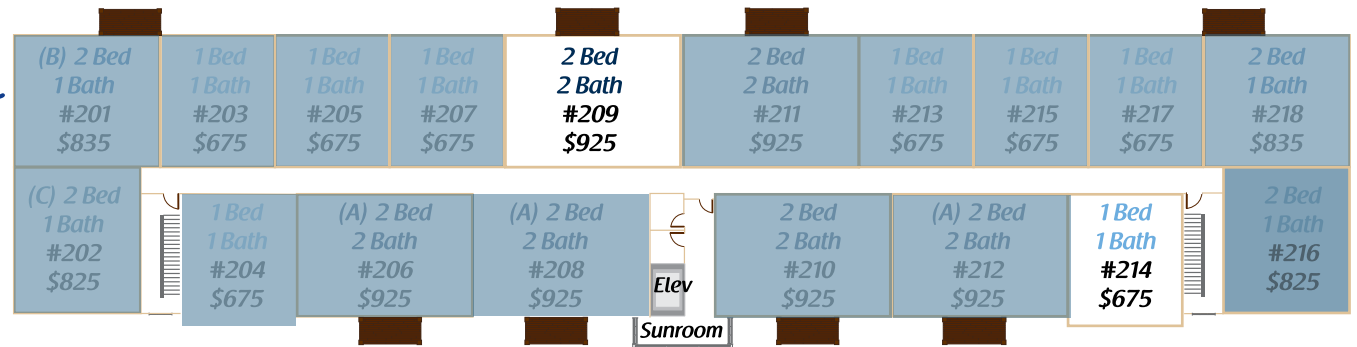 (B) 2 Bed
1 Bath
#201
$835
1 Bed
1 Bath
#203
$675
1 Bed
1 Bath
#205
$675
1 Bed
1 Bath
#207
$675
2 Bed
2 Bath
#209
$925
2 Bed
2 Bath
#211
$925
1 Bed
1 Bath
#213
$675
1 Bed
1 Bath
#215
$675
1 Bed
1 Bath
#217
$675
2 Bed
1 Bath
#218
$835
(C) 2 Bed
1 Bath
#202
$825
1 Bed
1 Bath
#204
$675
(A) 2 Bed
2 Bath
#206
$925
(A) 2 Bed
2 Bath
#208
$925
Elev
Sunroom
2 Bed
2 Bath
#210
$925
(A) 2 Bed
2 Bath
#212
$925
1 Bed
1 Bath
#214
$675
2 Bed
1 Bath
#216
$825